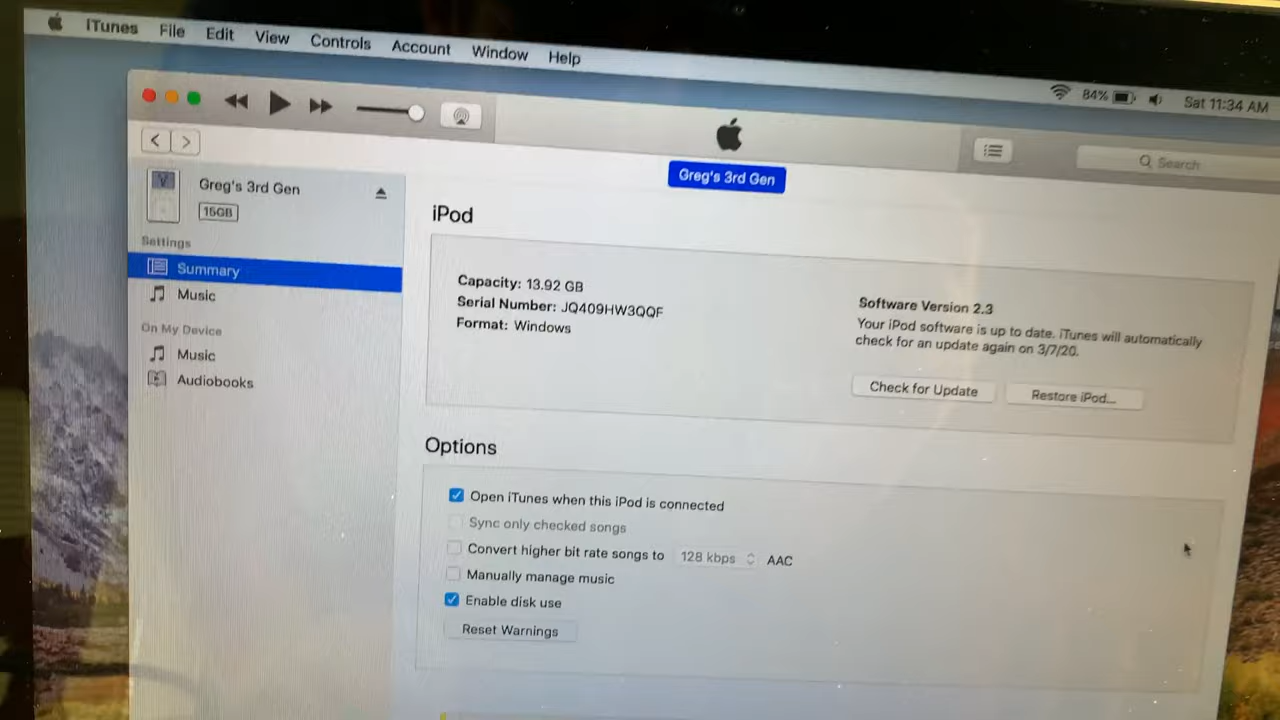 iTunes File Edit View Controls Account Window Help
84% Sat 11:34 AM
Search
Greg's 3rd Gen
Greg's 3rd Gen
16GB
Settings
Summary
Music
On My Device
Music
Audiobooks
iPod
Capacity: 13.92 GB
Serial Number: JQ409HW3QQF
Format: Windows
Software Version 2.3
Your iPod software is up to date. iTunes will automatically
check for an update again on 3/7/20.
Check for Update Restore iPod...
Options
Open iTunes when this iPod is connected
Sync only checked songs
Convert higher bit rate songs to 128 kbps AAC
Manually manage music
Enable disk use
Reset Warnings